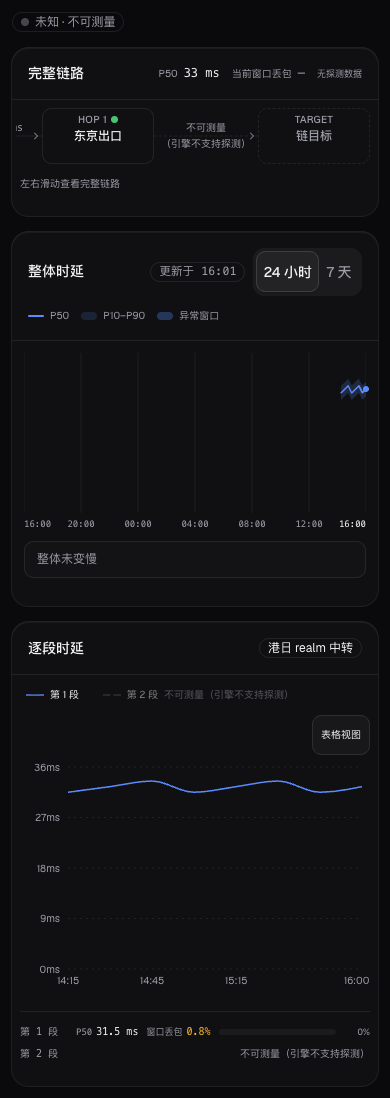 未知 · 不可测量
完整链路
P50 33 ms 当前窗口丢包 — 无探测数据
HOP 1
东京出口
不可测量
(引擎不支持探测)
TARGET
链目标
左右滑动查看完整链路
整体时延
更新于 16:01
24 小时 7 天
P50 P10–P90 异常窗口
16:00 20:00 00:00 04:00 08:00 12:00 16:00
整体未变慢
逐段时延
港日 realm 中转
第 1 段 第 2 段 不可测量（引擎不支持探测）
表格视图
36ms
27ms
18ms
9ms
0ms
14:15 14:45 15:15 16:00
第 1 段 P50 31.5 ms 窗口丢包 0.8% 0%
第 2 段 不可测量（引擎不支持探测）